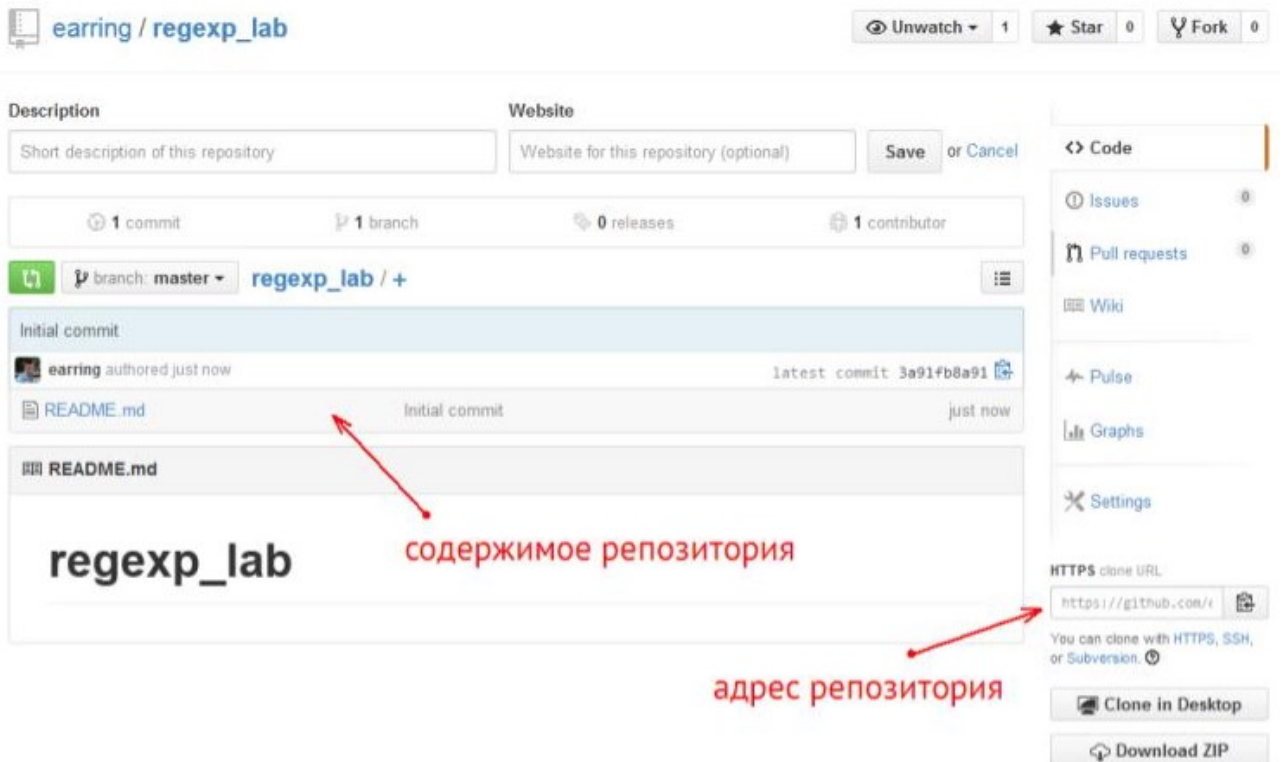 earring / regexp_lab
Unwatch 1 Star 0 Fork 0
Description
Website
Short description of this repository
Website for this repository (optional)
Save or Cancel
1 commit 1 branch 0 releases 1 contributor
branch: master regexp_lab / +
Initial commit
earring authored just now
latest commit 3a91fb8a91
README.md Initial commit just now
README.md
regexp_lab
содержимое репозитория
адрес репозитория
Code
Issues 0
Pull requests 0
Wiki
Pulse
Graphs
Settings
HTTPS clone URL
https://github.com/
You can clone with HTTPS, SSH,
or Subversion.
Clone in Desktop
Download ZIP